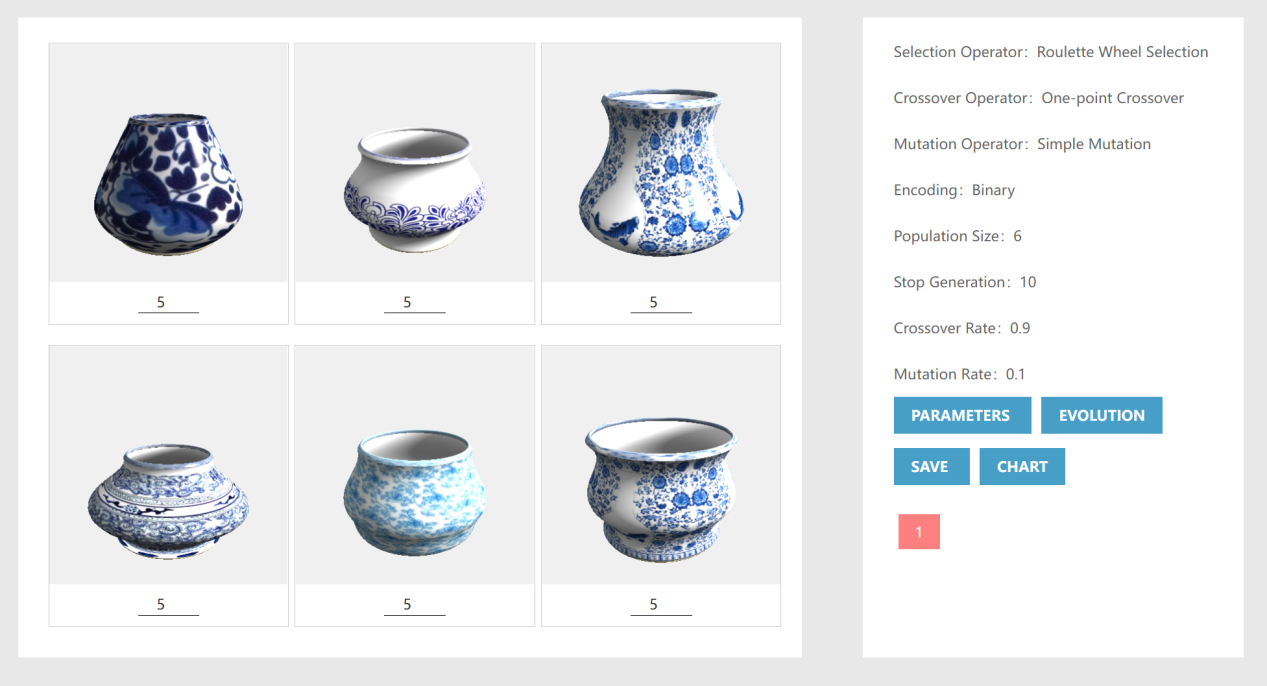 5
5
5
5
5
5
Selection Operator: Roulette Wheel Selection
Crossover Operator: One-point Crossover
Mutation Operator: Simple Mutation
Encoding: Binary
Population Size: 6
Stop Generation: 10
Crossover Rate: 0.9
Mutation Rate: 0.1
PARAMETERS
EVOLUTION
SAVE
CHART
1